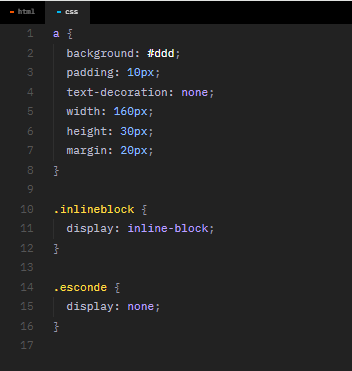 html css
1 a {
2 background: #ddd;
3 padding: 10px;
4 text-decoration: none;
5 width: 160px;
6 height: 30px;
7 margin: 20px;
8 }
9
10 .inlineblock {
11 display: inline-block;
12 }
13
14 .esconde {
15 display: none;
16 }
17